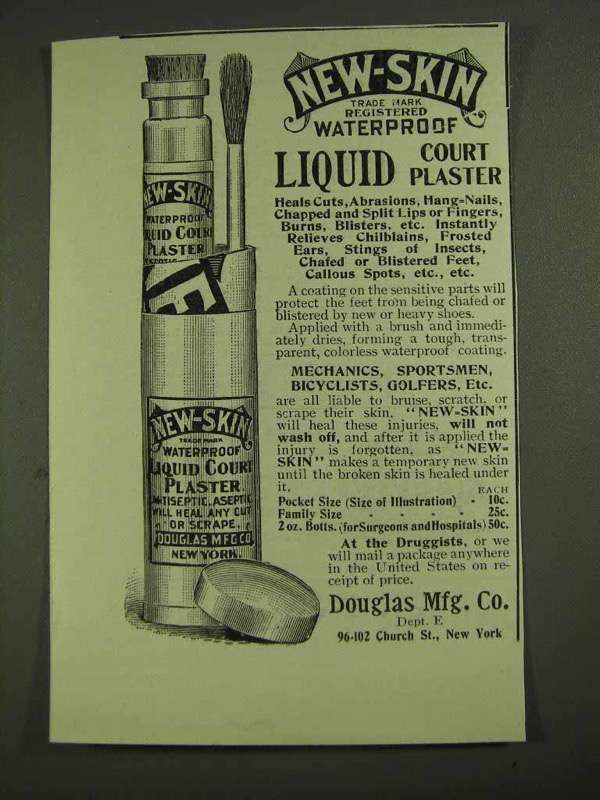 NEW-SKIN
TRADE MARK
REGISTERED
WATERPROOF
LIQUID COURT PLASTER
Heals Cuts, Abrasions, Hang=Nails,
Chapped and Split Lips or Fingers,
Burns, Blisters, etc. Instantly
Relieves Chilblains, Frosted
Ears, Stings of Insects,
Chafed or Blistered Feet,
Callous Spots, etc., etc.
A coating on the sensitive parts will
protect the feet from being chafed or
blistered by new or heavy shoes.
Applied with a brush and immedi-
ately dries, forming a tough, trans-
parent, colorless waterproof coating.
MECHANICS, SPORTSMEN,
BICYCLISTS, GOLFERS, Etc.
are all liable to bruise, scratch, or
scrape their skin. "NEW=SKIN"
will heal these injuries, will not
wash off, and after it is applied the
injury is forgotten, as "NEW=
SKIN" makes a temporary new skin
until the broken skin is healed under
it.
EACH
Pocket Size (Size of Illustration) - 10c.
Family Size - - - - - 25c.
2 oz. Botts. (for Surgeons and Hospitals) 50c.
At the Druggists, or we
will mail a package anywhere
in the United States on re-
ceipt of price.
Douglas Mfg. Co.
Dept. E
96-102 Church St., New York
EW-SKIN
WATERPROOF
QUID COU
PLASTER
NEW-SKIN
TRADE MARK
WATERPROOF
LIQUID COURT
PLASTER.
NTISEPTIC. ASEPTIC
WILL HEAL ANY CUT
OR SCRAPE.
DOUGLAS MFG CO.
NEW YORK.